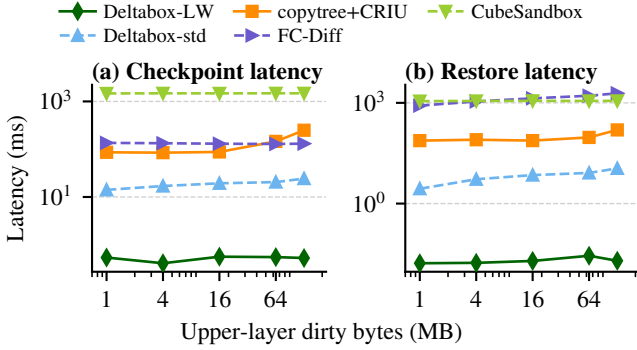 Deltabox-LW
copytree+CRIU
CubeSandbox
Deltabox-std
FC-Diff
(a) Checkpoint latency
(b) Restore latency
Latency (ms)
10³
10¹
1 4 16 64
10³
10⁰
1 4 16 64
Upper-layer dirty bytes (MB)